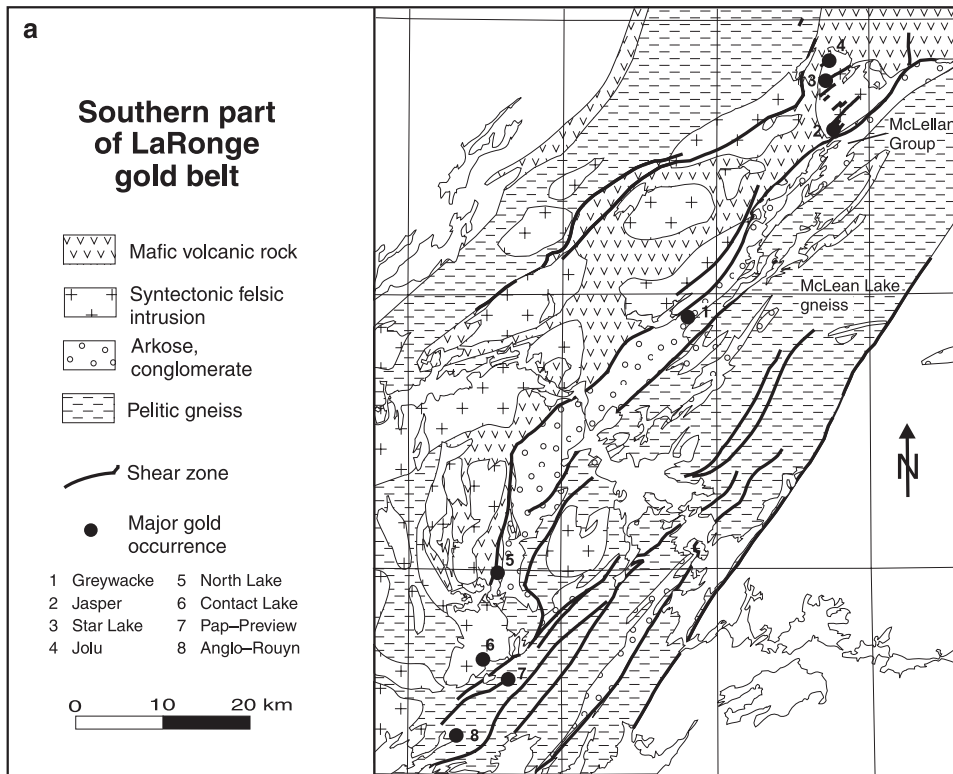 a
Southern part
of LaRonge
gold belt
Mafic volcanic rock
Syntectonic felsic
intrusion
Arkose,
conglomerate
Pelitic gneiss
Shear zone
Major gold
occurrence
1 Greywacke
2 Jasper
3 Star Lake
4 Jolu
5 North Lake
6 Contact Lake
7 Pap–Preview
8 Anglo–Rouyn
0 10 20 km
4
3
2
McLellan
Group
McLean Lake
gneiss
1
N
5
6
7
8